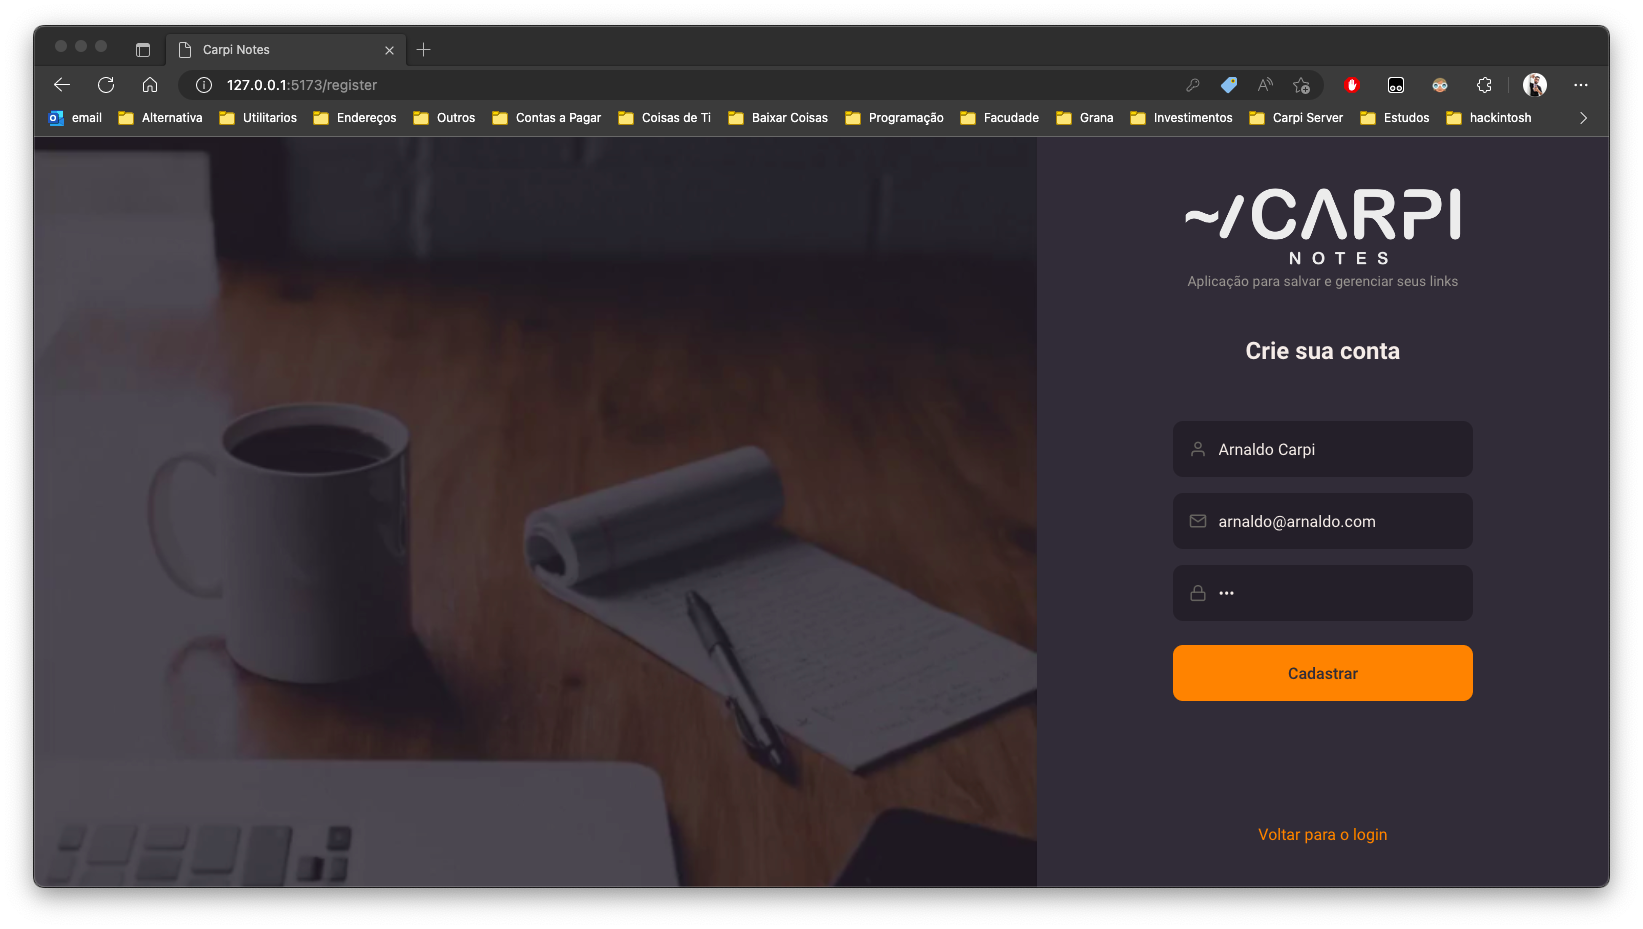 Carpi Notes
127.0.0.1:5173/register
email Alternativa Utilitarios Endereços Outros Contas a Pagar Coisas de Ti Baixar Coisas Programação Facudade Grana Investimentos Carpi Server Estudos hackintosh
~/CARPI
NOTES
Aplicação para salvar e gerenciar seus links
Crie sua conta
Arnaldo Carpi
arnaldo@arnaldo.com
•••
Cadastrar
Voltar para o login